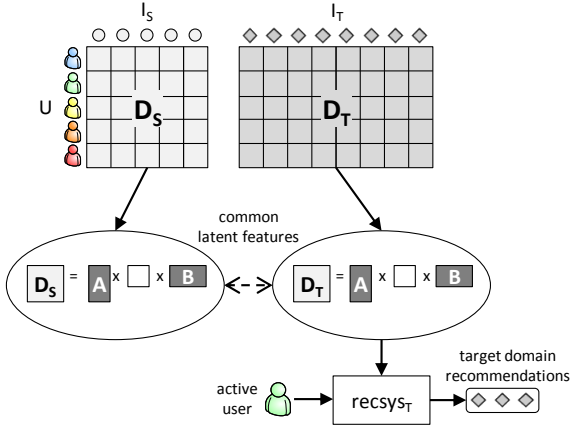 I_S
I_T
U
D_S
D_T
common
latent features
D_S = A x x B
D_T = A x x B
active
user
recsys_T
target domain
recommendations